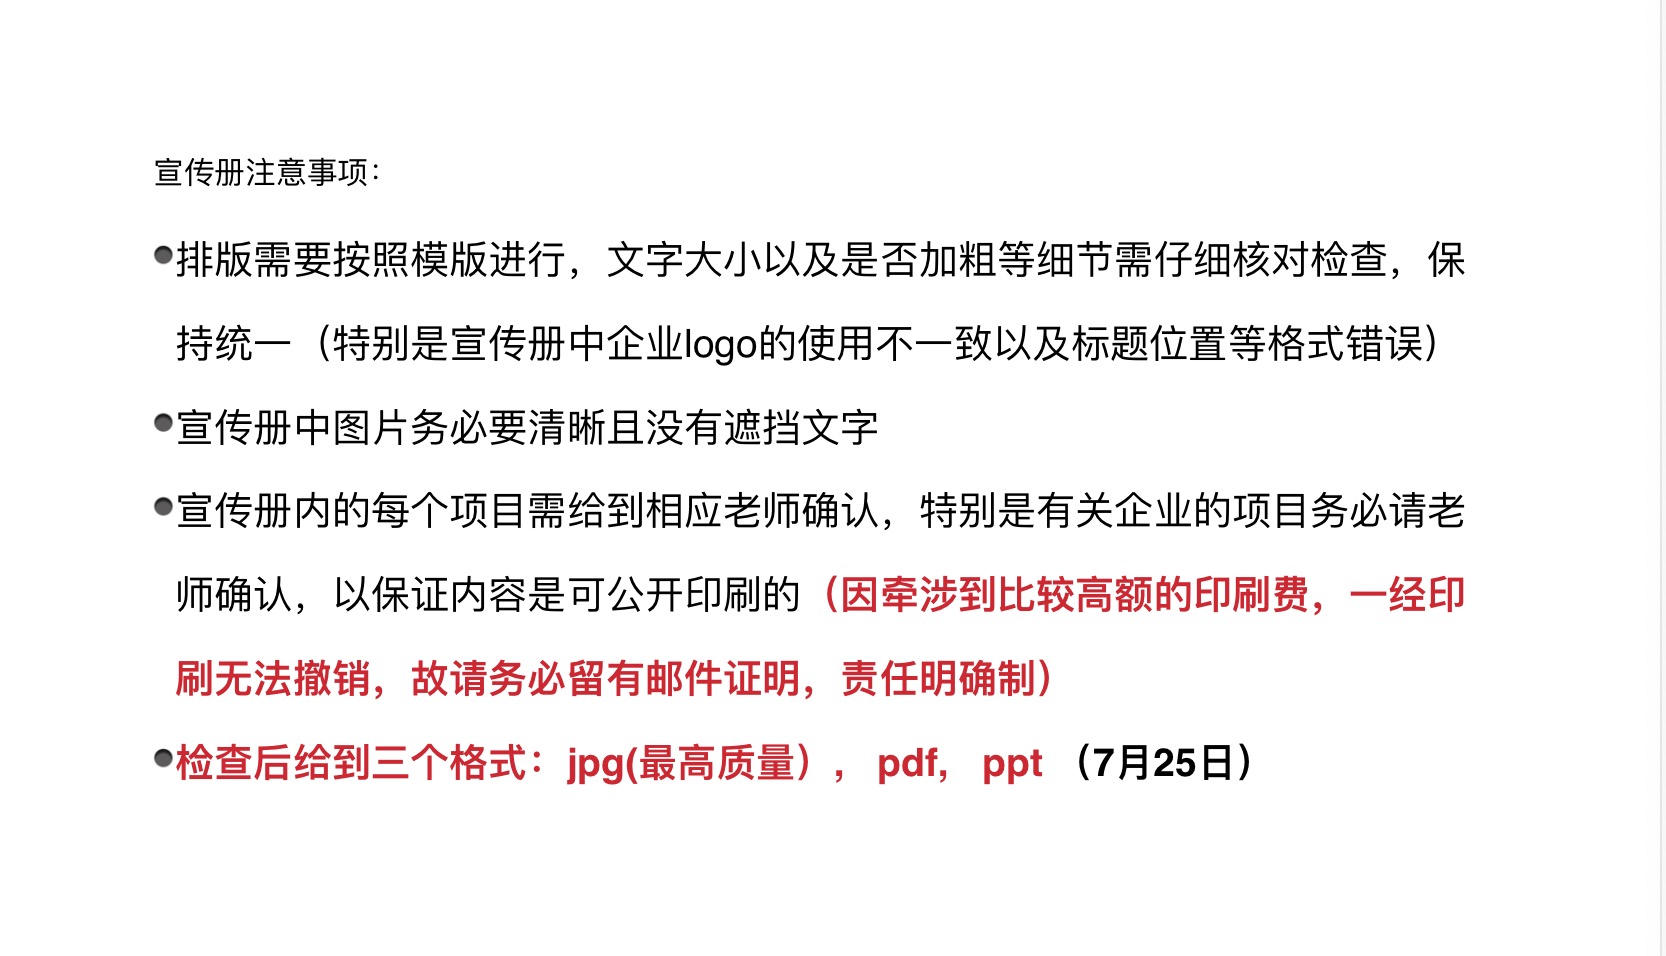 宣传册注意事项：
●排版需要按照模版进行，文字大小以及是否加粗等细节需仔细核对检查，保
持统一（特别是宣传册中企业logo的使用不一致以及标题位置等格式错误）
●宣传册中图片务必要清晰且没有遮挡文字
●宣传册内的每个项目需给到相应老师确认，特别是有关企业的项目务必请老
师确认，以保证内容是可公开印刷的（因牵涉到比较高额的印刷费，一经印
刷无法撤销，故请务必留有邮件证明，责任明确制）
●检查后给到三个格式：jpg(最高质量），pdf， ppt （7月25日）